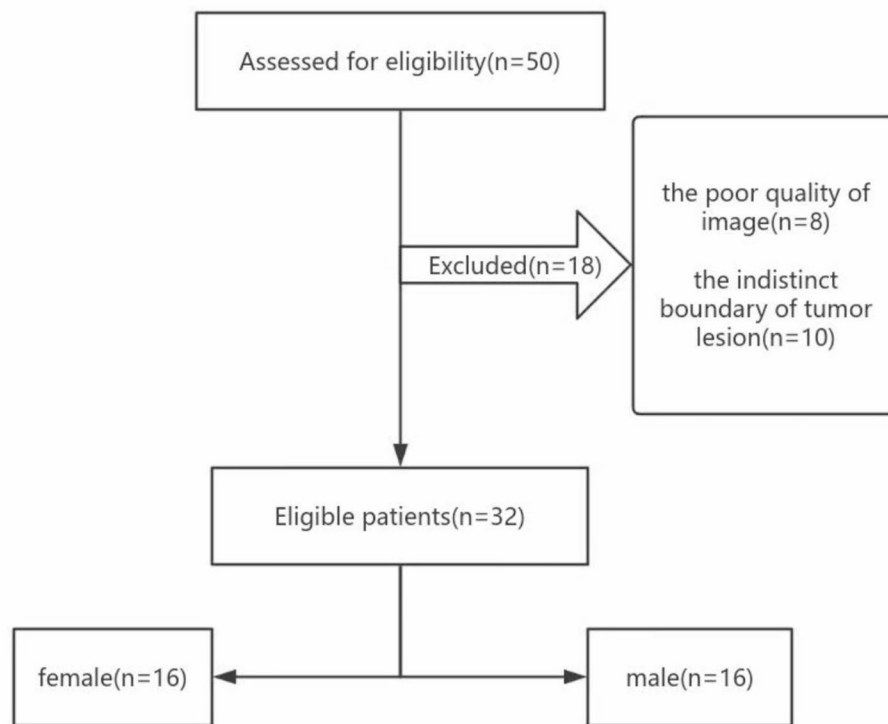 Assessed for eligibility(n=50)
the poor quality of
image(n=8)
Excluded(n=18)
the indistinct
boundary of tumor
lesion(n=10)
Eligible patients(n=32)
female(n=16)
male(n=16)